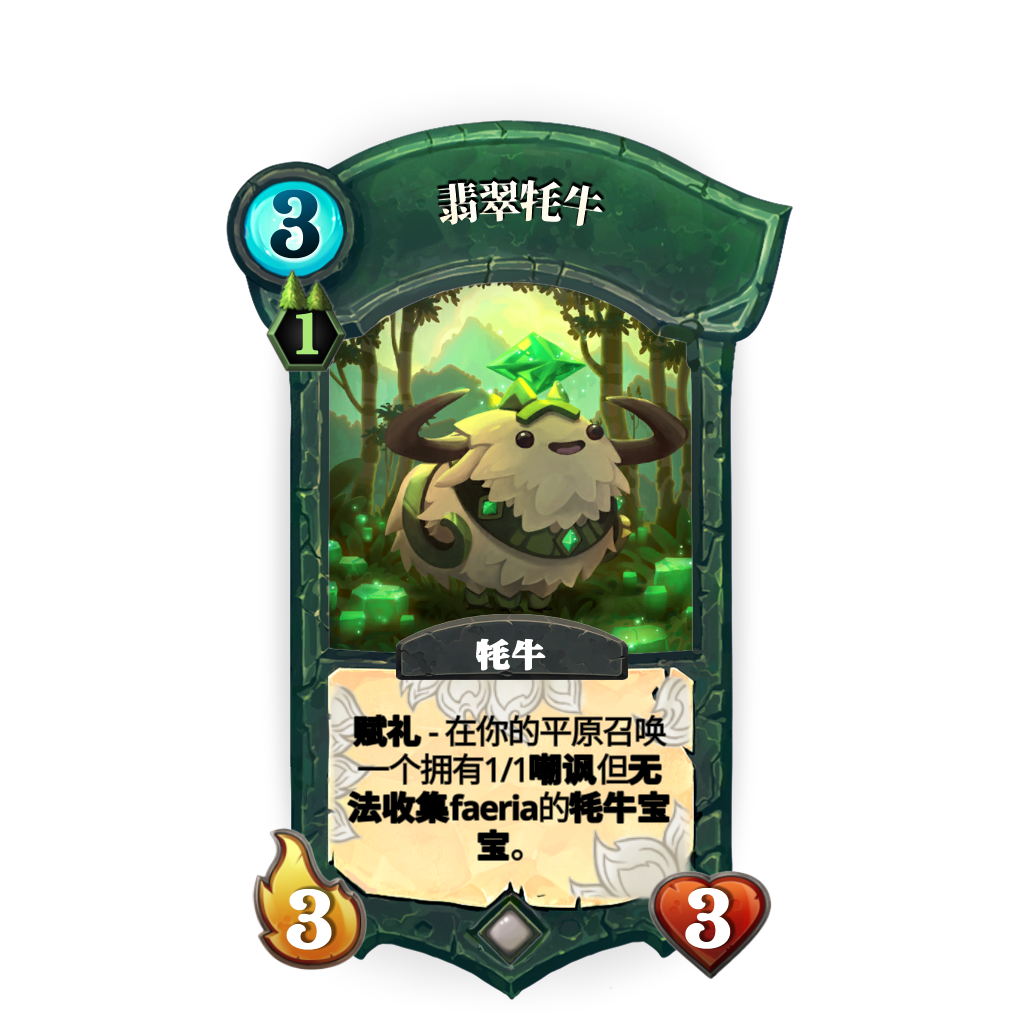 3
翡翠牦牛
1
牦牛
赋礼 - 在你的平原召唤
一个拥有1/1嘲讽但无
法收集faeria的牦牛宝
宝。
3
3